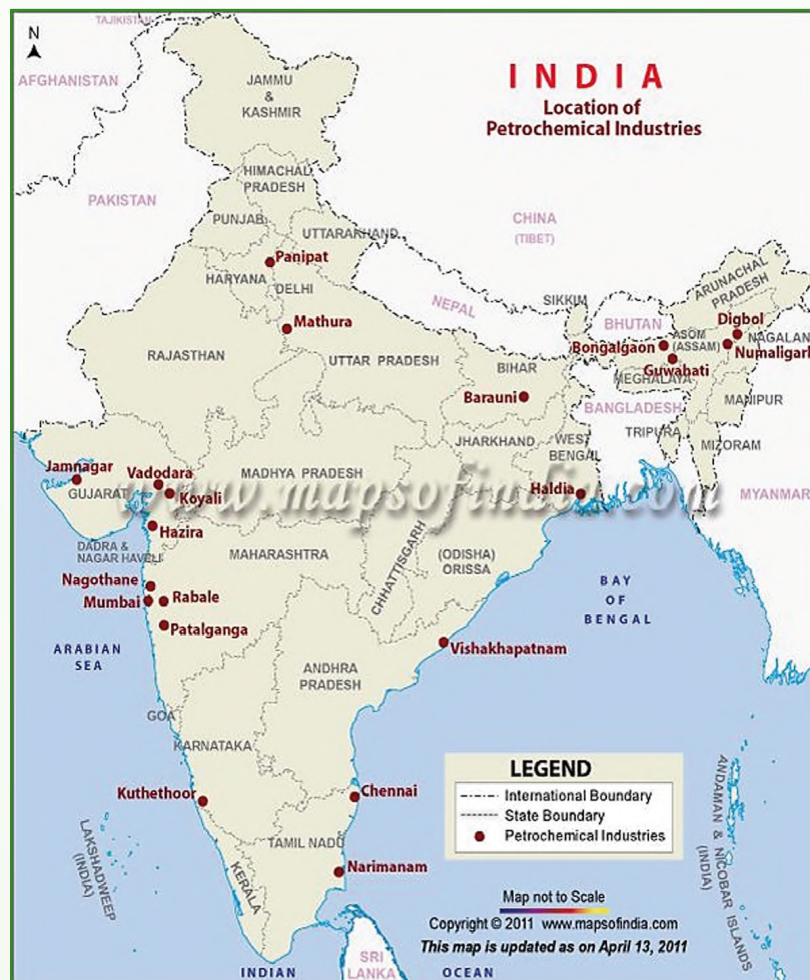 TAJIKISTAN
N
AFGHANISTAN
INDIA
Location of
Petrochemical Industries
JAMMU
&
KASHMIR
HIMACHAL
PRADESH
PAKISTAN
PUNJAB
UTTARAKHAND
CHINA
(TIBET)
Panipat
HARYANA
DELHI
ARUNACHAL
PRADESH
NEPAL
SIKKIM
Mathura
BHUTAN
Digbol
ASOM
(ASSAM)
NAGALAN
RAJASTHAN
UTTAR PRADESH
Bongalgaon
Numaligarh
BIHAR
Guwahati
MEGHALAYA
Barauni
MANIPUR
BANGLADESH
JHARKHAND
WEST
BENGAL
TRIPURA
MIZORAM
Jamnagar
Vadodara
MADHYA PRADESH
GUJARAT
Koyali
Haldia
www.mapsofindia.com
MYANMAR
Hazira
DADRA &
NAGAR HAVELI
MAHARASHTRA
CHHATTISGARH
(ODISHA)
ORISSA
Nagothane
Mumbai
Rabale
BAY
OF
BENGAL
Patalganga
ARABIAN
SEA
Vishakhapatnam
ANDHRA
PRADESH
GOA
KARNATAKA
LEGEND
International Boundary
State Boundary
Petrochemical Industries
Kuthethoor
Chennai
LAKSHADWEEP
(INDIA)
TAMIL NADU
KERALA
Narimanam
ANDAMAN & NICOBAR ISLANDS
(INDIA)
Map not to Scale
Copyright © 2011 www.mapsofindia.com
This map is updated as on April 13, 2011
SRI
LANKA
INDIAN OCEAN